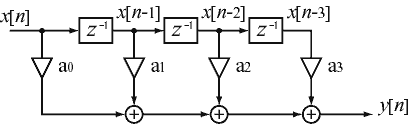 x[n] x[n-1] x[n-2] x[n-3]
z⁻¹ z⁻¹ z⁻¹
a0 a1 a2 a3
+ + + y[n]